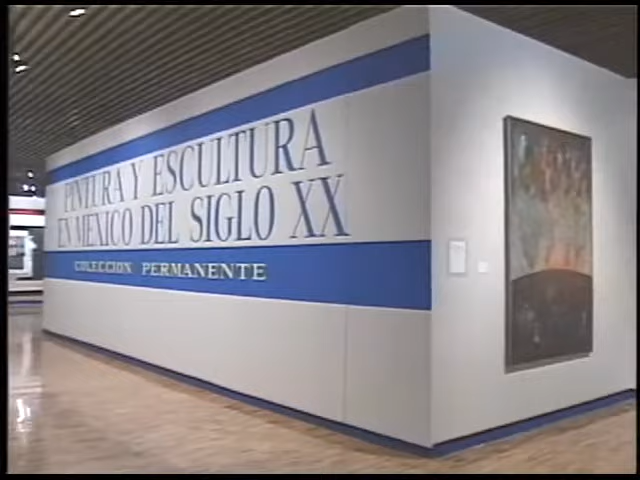 PINTURA Y ESCULTURA
EN MEXICO DEL SIGLO XX
COLECCION PERMANENTE